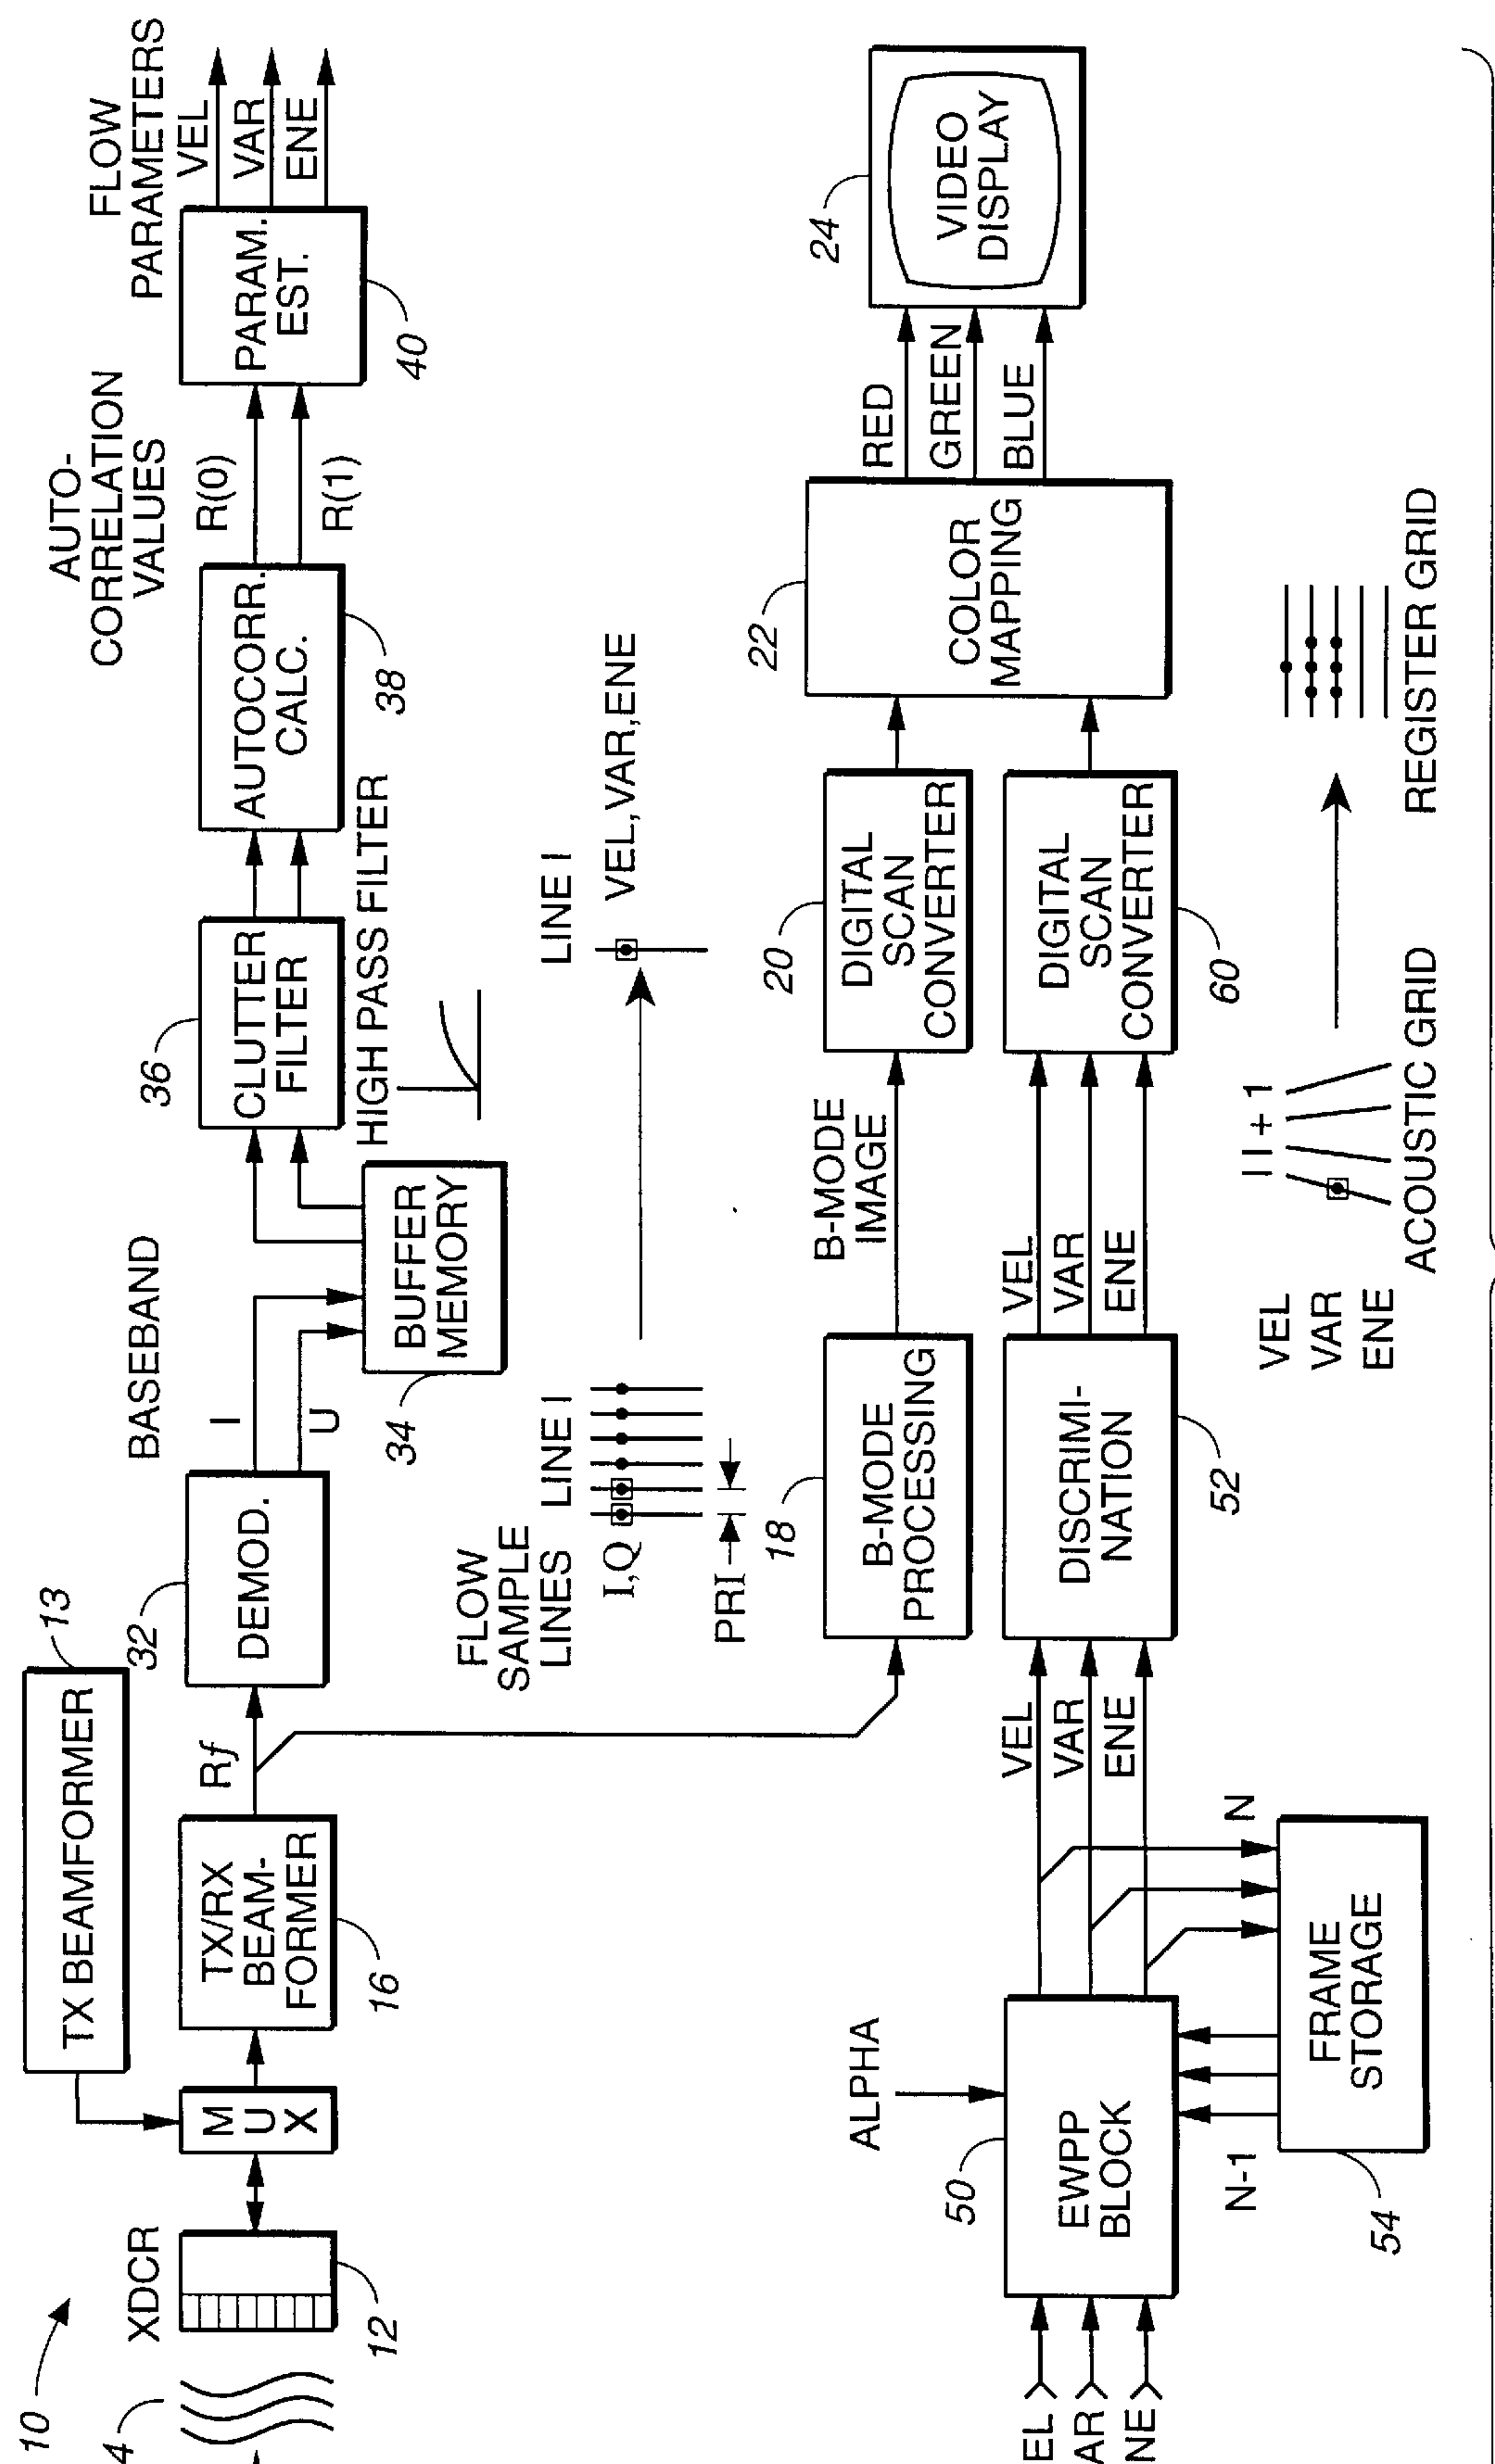 10
4
XDCR
12
M
U
X
TX BEAMFORMER
13
TX/RX
BEAM-
FORMER
16
Rf
32
DEMOD.
BASEBAND
I
U
BUFFER
MEMORY
34
36
CLUTTER
FILTER
HIGH PASS FILTER
AUTOCORR.
CALC.
38
AUTO-
CORRELATION
VALUES
R(0)
R(1)
PARAM.
EST.
40
FLOW
PARAMETERS
VEL
VAR
ENE
FLOW
SAMPLE
LINES
LINE I
I,Q
PRI
LINE I
VEL,VAR,ENE
18
B-MODE
PROCESSING
B-MODE
IMAGE
20
DIGITAL
SCAN
CONVERTER
22
COLOR
MAPPING
RED
GREEN
BLUE
24
VIDEO
DISPLAY
EL
AR
NE
ALPHA
50
EWPP
BLOCK
N-1
N
FRAME
STORAGE
54
VEL
VAR
ENE
DISCRIMI-
NATION
52
VEL
VAR
ENE
DIGITAL
SCAN
CONVERTER
60
VEL
VAR
ENE
I I + 1
ACOUSTIC GRID
REGISTER GRID